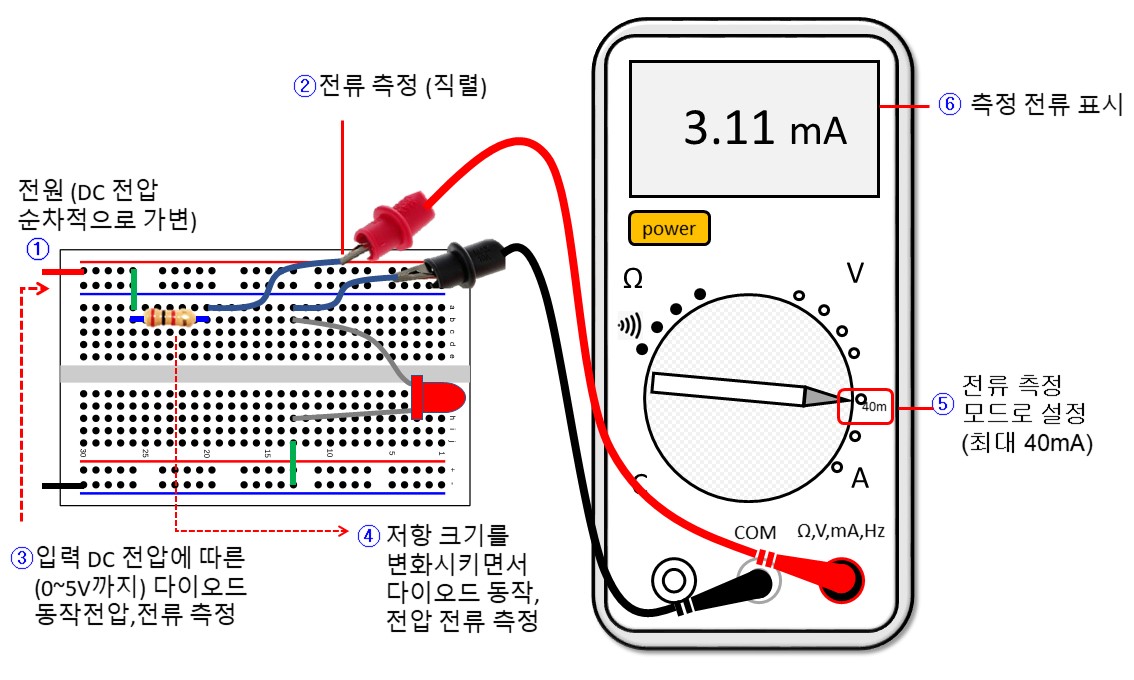 ② 전류 측정 (직렬)
전원 (DC 전압
순차적으로 가변)
①
3.11 mA
⑥ 측정 전류 표시
power
Ω
V
a
b
c
d
e
h
i
j
30
25
20
15
10
5
1
+
-
40m
⑤ 전류 측정
모드로 설정
(최대 40mA)
A
COM
Ω,V,mA,Hz
③ 입력 DC 전압에 따른
(0~5V까지) 다이오드
동작전압,전류 측정
④ 저항 크기를
변화시키면서
다이오드 동작,
전압 전류 측정